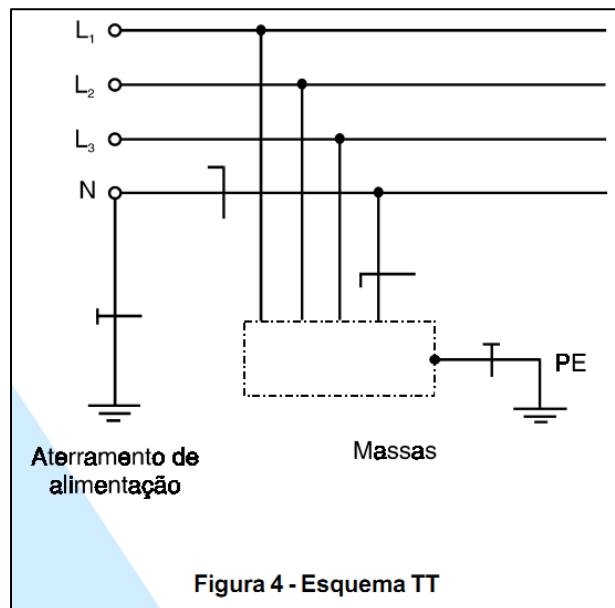 L₁
L₂
L₃
N
PE
Massas
Aterramento de
alimentação
Figura 4 - Esquema TT